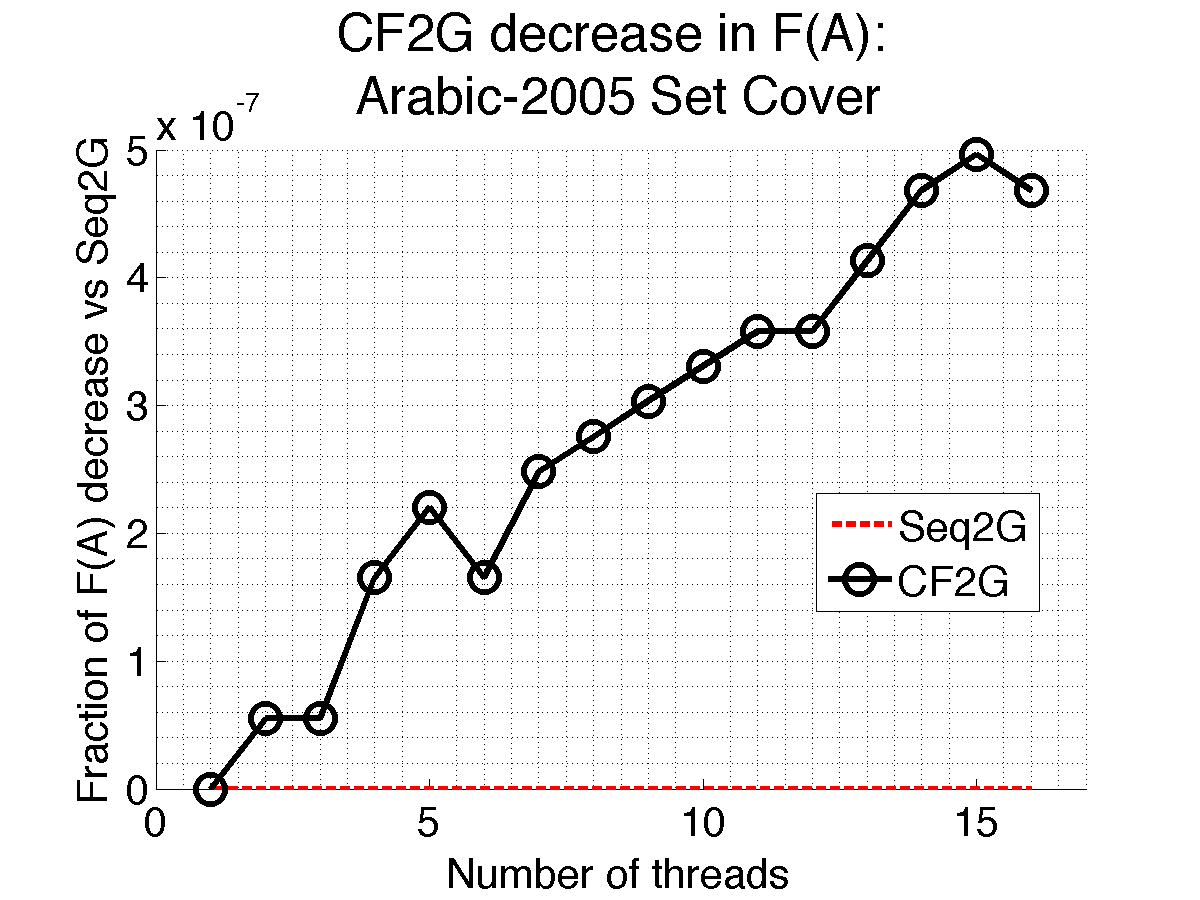 CF2G decrease in F(A):
Arabic-2005 Set Cover
x 10^-7
Fraction of F(A) decrease vs Seq2G
5
4
3
2
1
0
Seq2G
CF2G
0 5 10 15
Number of threads